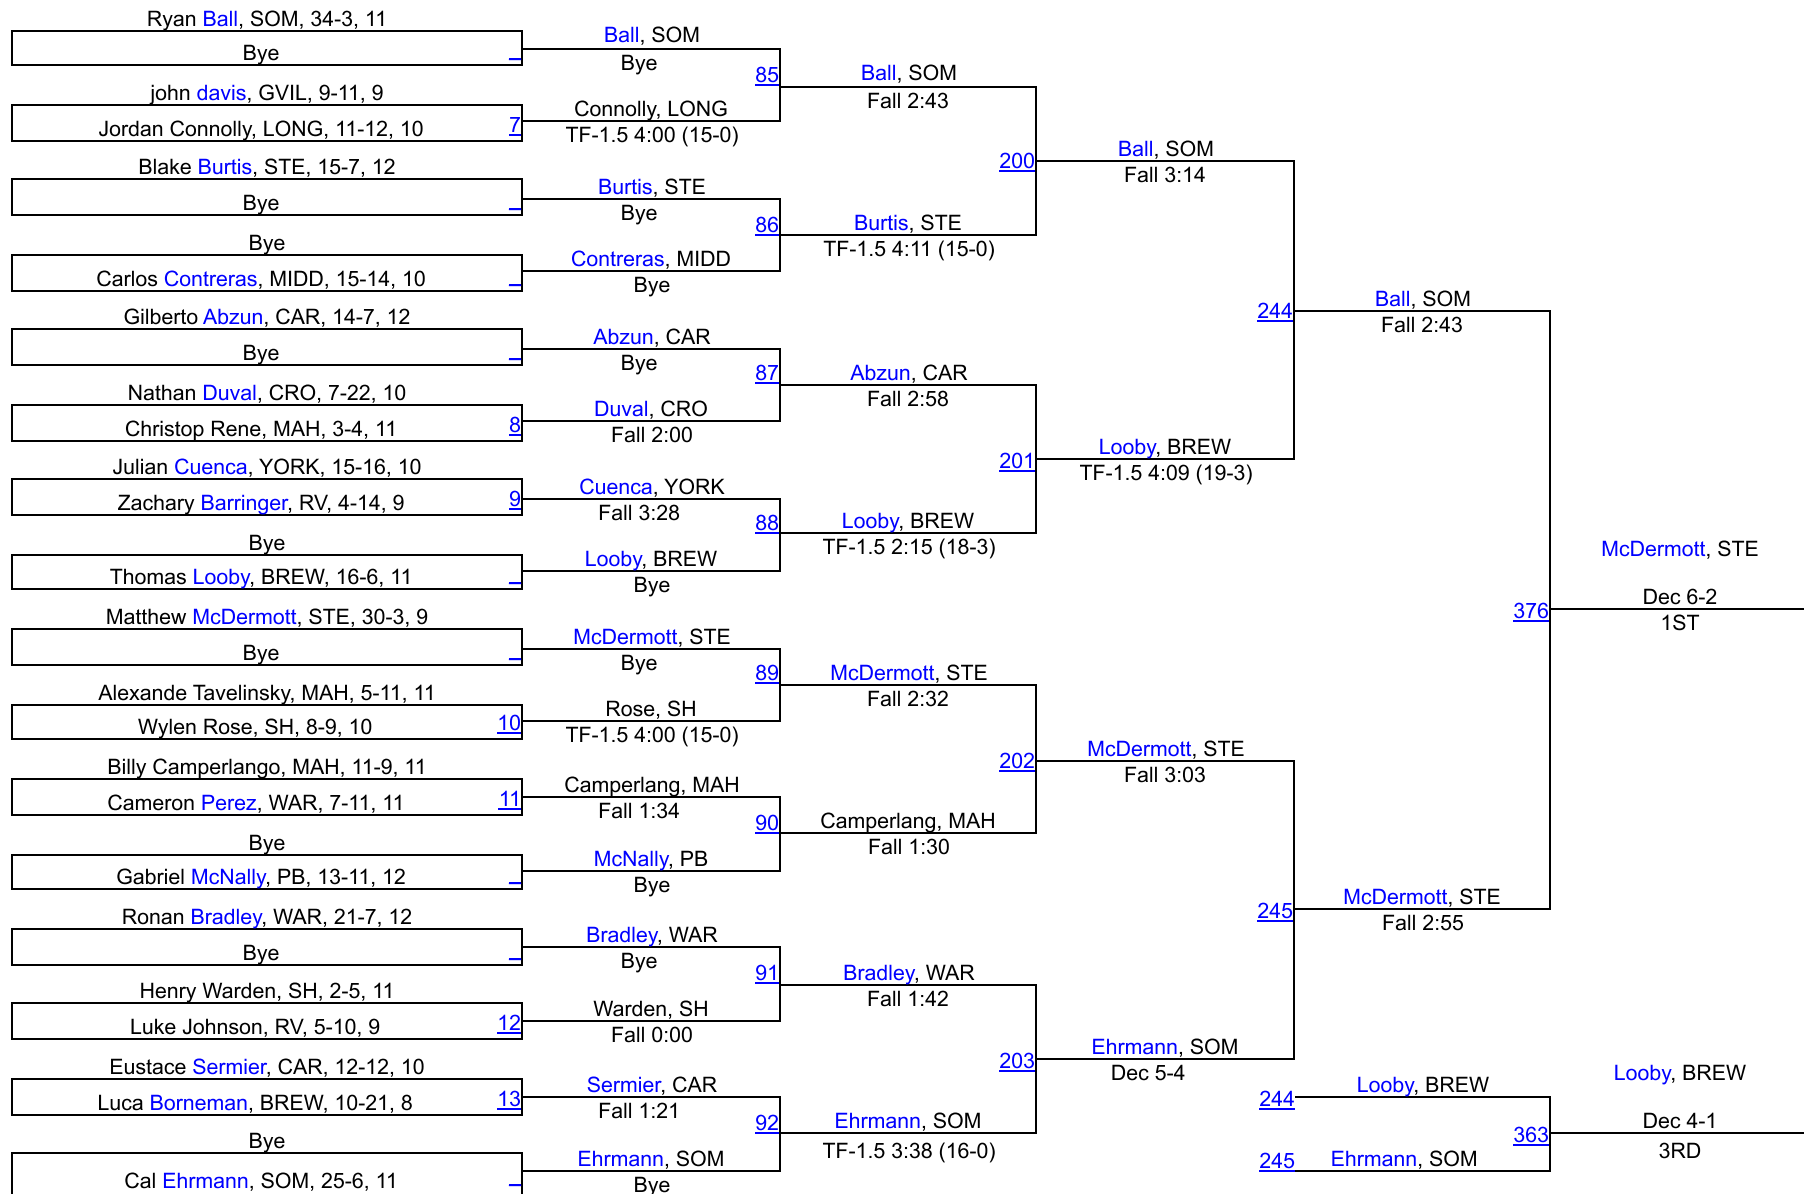 Ryan Ball, SOM, 34-3, 11
Bye
john davis, GVIL, 9-11, 9
Jordan Connolly, LONG, 11-12, 10
7
Blake Burtis, STE, 15-7, 12
Bye
Bye
Carlos Contreras, MIDD, 15-14, 10
Gilberto Abzun, CAR, 14-7, 12
Bye
Nathan Duval, CRO, 7-22, 10
Christop Rene, MAH, 3-4, 11
8
Julian Cuenca, YORK, 15-16, 10
Zachary Barringer, RV, 4-14, 9
9
Bye
Thomas Looby, BREW, 16-6, 11
Matthew McDermott, STE, 30-3, 9
Bye
Alexande Tavelinsky, MAH, 5-11, 11
Wylen Rose, SH, 8-9, 10
10
Billy Camperlango, MAH, 11-9, 11
Cameron Perez, WAR, 7-11, 11
11
Bye
Gabriel McNally, PB, 13-11, 12
Ronan Bradley, WAR, 21-7, 12
Bye
Henry Warden, SH, 2-5, 11
Luke Johnson, RV, 5-10, 9
12
Eustace Sermier, CAR, 12-12, 10
Luca Borneman, BREW, 10-21, 8
13
Bye
Cal Ehrmann, SOM, 25-6, 11
Ball, SOM
Bye
85
Connolly, LONG
TF-1.5 4:00 (15-0)
Burtis, STE
Bye
86
Contreras, MIDD
Bye
Abzun, CAR
Bye
87
Duval, CRO
Fall 2:00
Cuenca, YORK
Fall 3:28
88
Looby, BREW
Bye
McDermott, STE
Bye
89
Rose, SH
TF-1.5 4:00 (15-0)
Camperlang, MAH
Fall 1:34
90
McNally, PB
Bye
Bradley, WAR
Bye
91
Warden, SH
Fall 0:00
Sermier, CAR
Fall 1:21
92
Ehrmann, SOM
Bye
Ball, SOM
Fall 2:43
200
Burtis, STE
TF-1.5 4:11 (15-0)
Abzun, CAR
Fall 2:58
201
Looby, BREW
TF-1.5 2:15 (18-3)
McDermott, STE
Fall 2:32
202
Camperlang, MAH
Fall 1:30
Bradley, WAR
Fall 1:42
203
Ehrmann, SOM
TF-1.5 3:38 (16-0)
Ball, SOM
Fall 3:14
244
Looby, BREW
TF-1.5 4:09 (19-3)
McDermott, STE
Fall 3:03
245
Ehrmann, SOM
Dec 5-4
Ball, SOM
Fall 2:43
376
McDermott, STE
Fall 2:55
McDermott, STE
Dec 6-2
1ST
244
Looby, BREW
363
245
Ehrmann, SOM
Looby, BREW
Dec 4-1
3RD